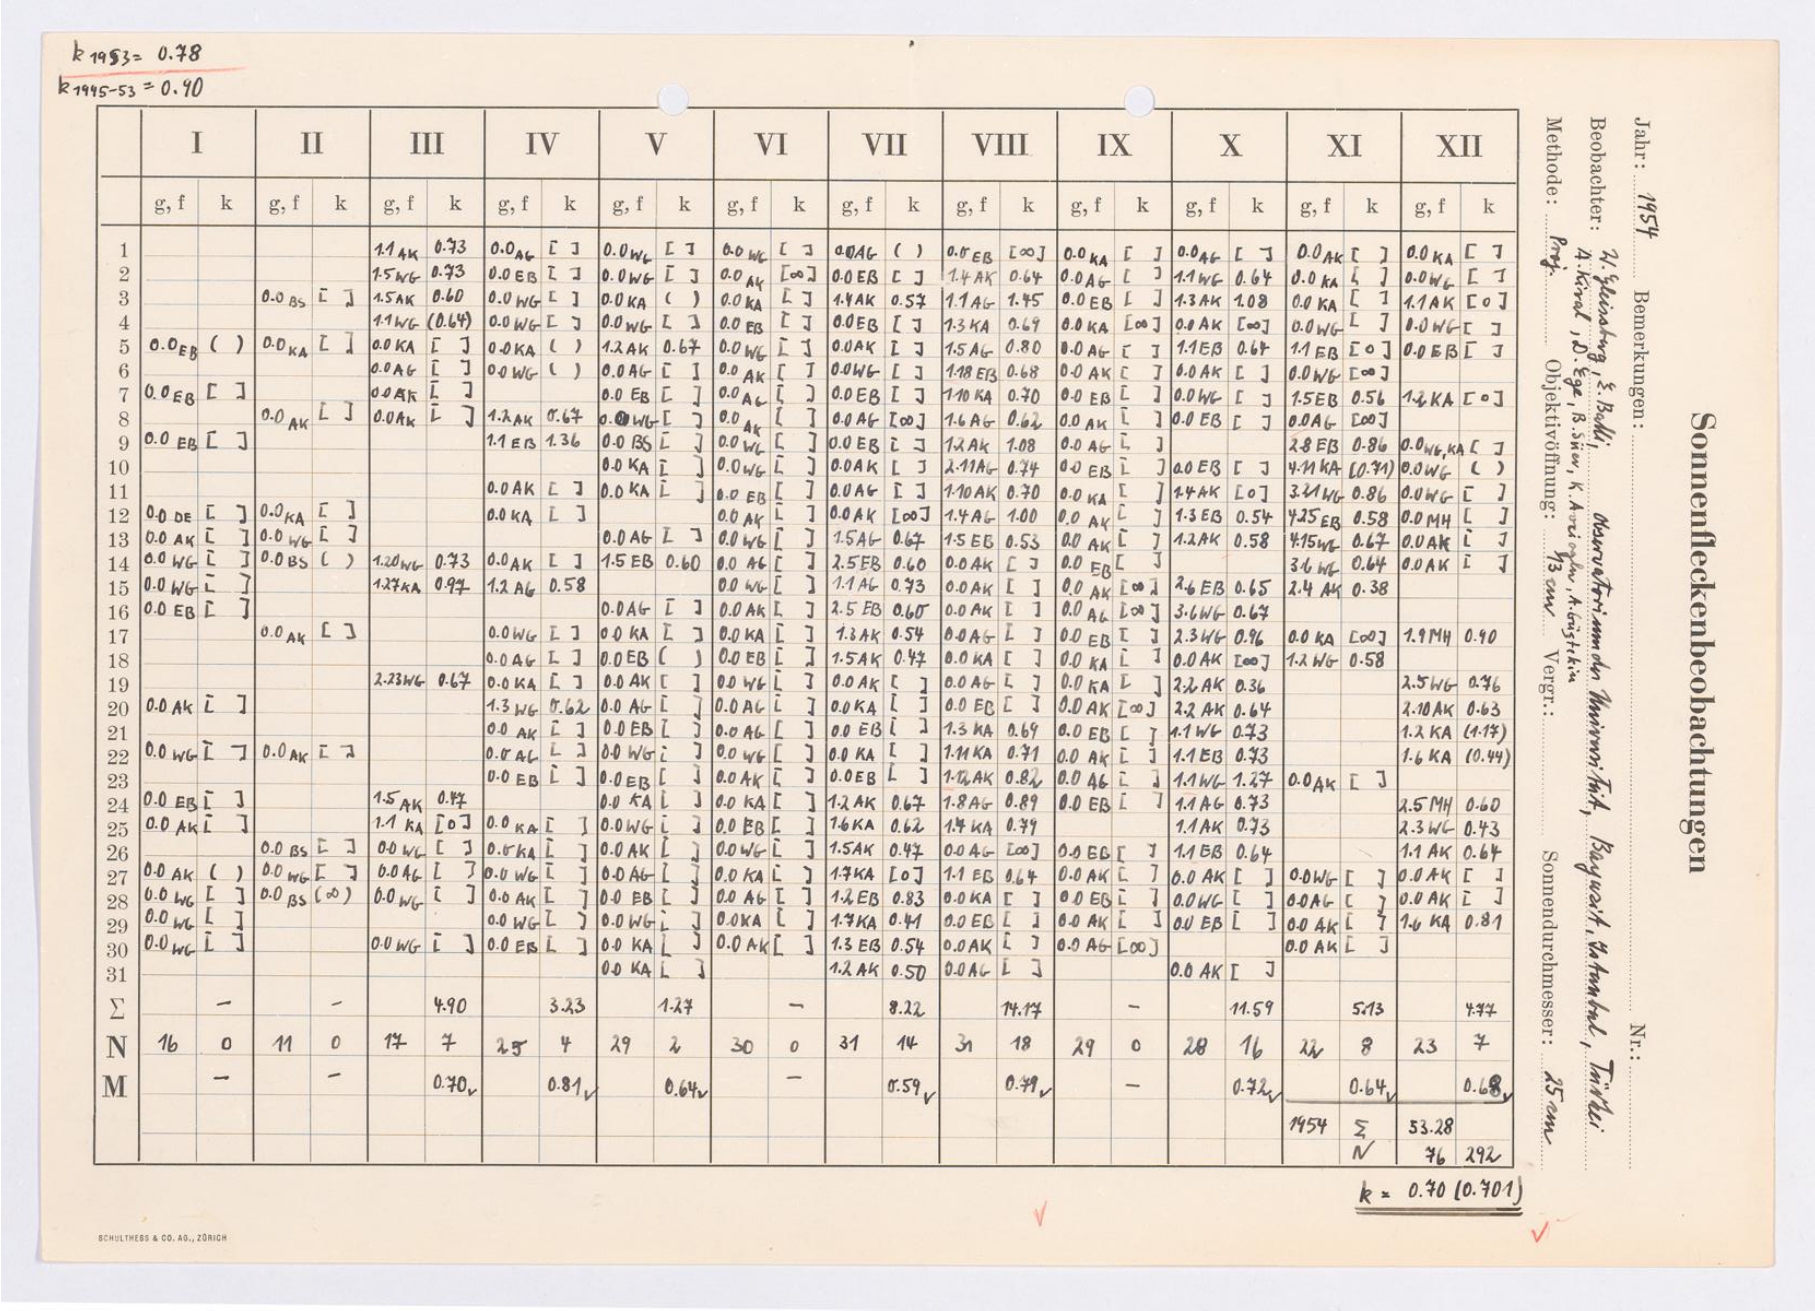 k 1953 = 0.78
k 1945-53 = 0.90
I II III IV V VI VII VIII IX X XI XII
g, f k g, f k g, f k g, f k g, f k g, f k g, f k g, f k g, f k g, f k g, f k g, f k
1 1.1 AK 0.73 0.0 AG [ ] 0.0 WG [ ] 0.0 WG [ ] 0.0 AG ( ) 0.0 EB [∞] 0.0 KA [ ] 0.0 AG [ ] 0.0 AK [ ] 0.0 KA [ ]
2 1.5 WG 0.73 0.0 EB [ ] 0.0 WG [ ] 0.0 AK [∞] 0.0 EB [ ] 1.4 AK 0.64 0.0 AG [ ] 1.1 WG 0.64 0.0 KA [ ] 0.0 WG [ ]
3 0.0 BS [ ] 1.5 AK 0.60 0.0 WG [ ] 0.0 KA ( ) 0.0 KA [ ] 1.4 AK 0.57 1.1 AG 1.45 0.0 EB [ ] 1.3 AK 1.08 0.0 KA [ ] 1.1 AK [0]
4 1.1 WG (0.64) 0.0 WG [ ] 0.0 WG [ ] 0.0 EB [ ] 0.0 EB [ ] 1.3 KA 0.69 0.0 KA [∞] 0.0 AK [∞] 0.0 WG [ ] 0.0 WG [ ]
5 0.0 EB ( ) 0.0 KA [ ] 0.0 KA [ ] 0.0 KA ( ) 1.2 AK 0.67 0.0 WG [ ] 0.0 AK [ ] 1.5 AG 0.80 0.0 AG [ ] 1.1 EB 0.64 1.1 EB [0] 0.0 EB [ ]
6 0.0 AG [ ] 0.0 WG ( ) 0.0 AG [ ] 0.0 AK [ ] 0.0 WG [ ] 1.18 EB 0.68 0.0 AK [ ] 0.0 AK [ ] 0.0 WG [∞]
7 0.0 EB [ ] 0.0 AK [ ] 0.0 EB [ ] 0.0 AG [ ] 0.0 EB [ ] 1.10 KA 0.70 0.0 EB [ ] 0.0 WG [ ] 1.5 EB 0.56 1.2 KA [0]
8 0.0 AK [ ] 0.0 AK [ ] 1.2 AK 0.67 0.0 WG [ ] 0.0 AK [ ] 0.0 AG [∞] 1.6 AG 0.62 0.0 AK [ ] 0.0 EB [ ] 0.0 AG [∞]
9 0.0 EB [ ] 1.1 EB 1.36 0.0 BS [ ] 0.0 WG [ ] 0.0 EB [ ] 1.2 AK 1.08 0.0 AG [ ] 2.8 EB 0.86 0.0 WG, KA [ ]
10 0.0 KA [ ] 0.0 WG [ ] 0.0 AK [ ] 2.11 AG 0.74 0.0 EB [ ] 0.0 EB [ ] 4.11 KA (0.71) 0.0 WG ( )
11 0.0 AK [ ] 0.0 KA [ ] 0.0 EB [ ] 0.0 AG [ ] 1.10 AK 0.70 0.0 KA [ ] 1.4 AK [0] 3.21 WG 0.86 0.0 WG [ ]
12 0.0 DE [ ] 0.0 KA [ ] 0.0 KA [ ] 0.0 AK [ ] 0.0 AK [∞] 1.4 AG 1.00 0.0 AK [ ] 1.3 EB 0.54 4.25 EB 0.58 0.0 MH [ ]
13 0.0 AK [ ] 0.0 WG [ ] 0.0 AG [ ] 0.0 WG [ ] 1.5 AG 0.67 1.5 EB 0.53 0.0 AK [ ] 1.2 AK 0.58 4.15 WG 0.67 0.0 AK [ ]
14 0.0 WG [ ] 0.0 BS ( ) 1.20 WG 0.73 0.0 AK [ ] 1.5 EB 0.60 0.0 AG [ ] 2.5 EB 0.60 0.0 AK [ ] 0.0 EB [ ] 3.6 WG 0.64 0.0 AK [ ]
15 0.0 WG [ ] 1.27 KA 0.97 1.2 AG 0.58 0.0 WG [ ] 1.1 AG 0.73 0.0 AK [ ] 0.0 AK [∞] 2.6 EB 0.65 2.4 AK 0.38
16 0.0 EB [ ] 0.0 AG [ ] 0.0 AK [ ] 2.5 EB 0.60 0.0 AK [ ] 0.0 AG [∞] 3.6 WG 0.67
17 0.0 AK [ ] 0.0 WG [ ] 0.0 KA [ ] 0.0 KA [ ] 1.3 AK 0.54 0.0 AG [ ] 0.0 EB [ ] 2.3 WG 0.96 0.0 KA [∞] 1.9 MH 0.90
18 0.0 AG [ ] 0.0 EB ( ) 0.0 EB [ ] 1.5 AK 0.47 0.0 KA [ ] 0.0 KA [ ] 0.0 AK [∞] 1.2 WG 0.58
19 2.23 WG 0.67 0.0 KA [ ] 0.0 AK [ ] 0.0 WG [ ] 0.0 AK [ ] 0.0 AG [ ] 0.0 KA [ ] 2.2 AK 0.36 2.5 WG 0.76
20 0.0 AK [ ] 1.3 WG 0.62 0.0 AG [ ] 0.0 AG [ ] 0.0 KA [ ] 0.0 EB [ ] 0.0 AK [∞] 2.2 AK 0.64 2.10 AK 0.63
21 0.0 AK [ ] 0.0 EB [ ] 0.0 AG [ ] 0.0 EB [ ] 1.3 KA 0.69 0.0 EB [ ] 1.1 WG 0.73 1.2 KA (1.17)
22 0.0 WG [ ] 0.0 AK [ ] 0.0 AG [ ] 0.0 WG [ ] 0.0 WG [ ] 0.0 KA [ ] 1.11 KA 0.71 0.0 AK [ ] 1.1 EB 0.73 1.6 KA (0.44)
23 0.0 EB [ ] 0.0 EB [ ] 0.0 AK [ ] 0.0 EB [ ] 1.12 AK 0.82 0.0 AG [ ] 1.1 WG 1.27 0.0 AK [ ]
24 0.0 EB [ ] 1.5 AK 0.47 0.0 KA [ ] 0.0 KA [ ] 1.2 AK 0.67 1.8 AG 0.89 0.0 EB [ ] 1.1 AG 0.73 2.5 MH 0.60
25 0.0 AK [ ] 1.1 KA [0] 0.0 KA [ ] 0.0 WG [ ] 0.0 EB [ ] 1.6 KA 0.62 1.4 KA 0.79 1.1 AK 0.73 2.3 WG 0.43
26 0.0 BS [ ] 0.0 WG [ ] 0.0 KA [ ] 0.0 AK [ ] 0.0 WG [ ] 1.5 AK 0.47 0.0 AG [∞] 0.0 EB [ ] 1.1 EB 0.64 1.1 AK 0.64
27 0.0 AK ( ) 0.0 WG [ ] 0.0 AG [ ] 0.0 WG [ ] 0.0 AG [ ] 0.0 KA [ ] 1.7 KA [0] 1.1 EB 0.64 0.0 AK [ ] 0.0 AK [ ] 0.0 WG [ ] 0.0 AK [ ]
28 0.0 WG [ ] 0.0 BS (∞) 0.0 WG [ ] 0.0 AK [ ] 0.0 EB [ ] 0.0 AG [ ] 1.2 EB 0.83 0.0 KA [ ] 0.0 EB [ ] 0.0 WG [ ] 0.0 AG [ ] 0.0 AK [ ]
29 0.0 WG [ ] 0.0 WG [ ] 0.0 WG [ ] 0.0 KA [ ] 1.7 KA 0.41 0.0 EB [ ] 0.0 AK [ ] 0.0 EB [ ] 0.0 AK [ ] 1.6 KA 0.81
30 0.0 WG [ ] 0.0 WG [ ] 0.0 EB [ ] 0.0 KA [ ] 0.0 AK [ ] 1.3 EB 0.54 0.0 AK [ ] 0.0 AG [∞] 0.0 AK [ ]
31 0.0 KA [ ] 1.2 AK 0.50 0.0 AG [ ] 0.0 AK [ ]
Σ – – 4.90 3.23 1.27 – 8.22 14.17 – 11.59 5.13 4.77
N 16 0 11 0 17 7 25 4 29 2 30 0 31 14 31 18 29 0 28 16 22 8 23 7
M – – 0.70 0.81 0.64 – 0.59 0.79 – 0.72 0.64 0.68
1954 Σ 53.28
N 76 292
k = 0.70 (0.701)
SCHULTHESS & CO. AG., ZÜRICH
Sonnenfleckenbeobachtungen
Jahr: 1954 Bemerkungen: Nr.:
Beobachter: W. Gleissberg, E. Balli, Observatorium der Universität, Bayazit, Istanbul, Türkei
A. Kıral, D. Ege, B. Süer, K. A
Methode: Proj. Objektivöffnung: 13 cm Vergr.: Sonnendurchmesser: 25 cm